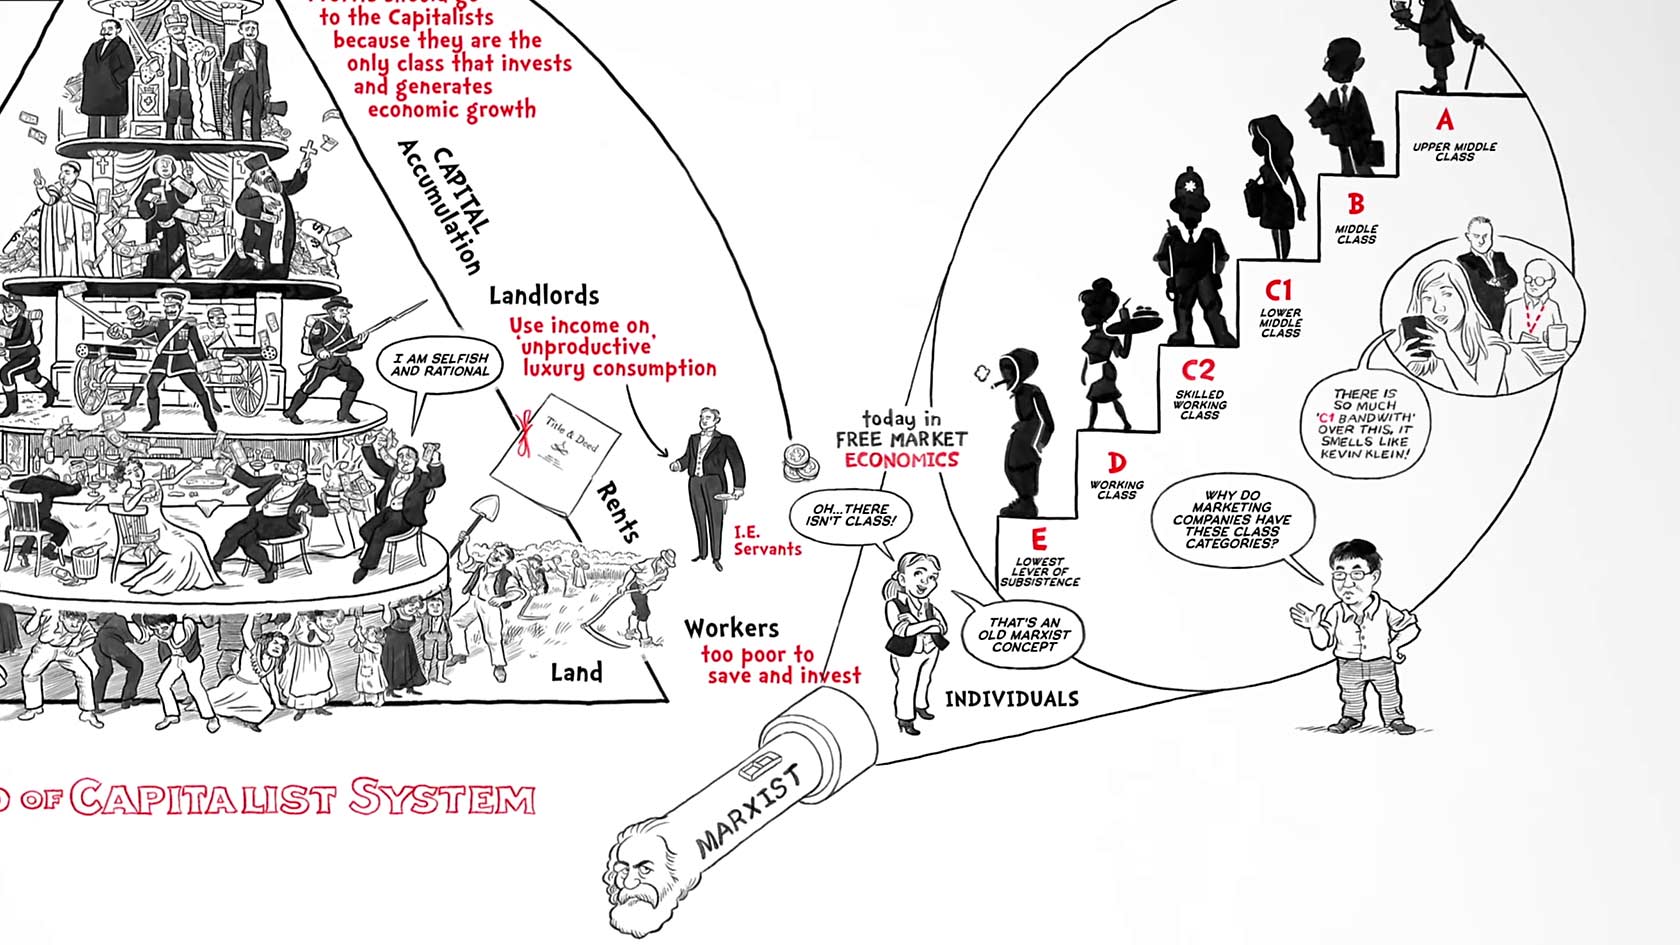 to the Capitalists
because they are the
only class that invests
and generates
economic growth
CAPITAL
Accumulation
Landlords
Use income on
'unproductive'
luxury consumption
I AM SELFISH
AND RATIONAL
Title & Deed
Rents
I.E.
Servants
Land
Workers
too poor to
save and invest
OF CAPITALIST SYSTEM
today in
FREE MARKET
ECONOMICS
OH...THERE
ISN'T CLASS!
THAT'S AN
OLD MARXIST
CONCEPT
INDIVIDUALS
MARXIST
A
UPPER MIDDLE
CLASS
B
MIDDLE
CLASS
C1
LOWER
MIDDLE
CLASS
C2
SKILLED
WORKING
CLASS
D
WORKING
CLASS
E
LOWEST
LEVER OF
SUBSISTENCE
THERE IS
SO MUCH
'C1 BANDWITH'
OVER THIS, IT
SMELLS LIKE
KEVIN KLEIN!
WHY DO
MARKETING
COMPANIES HAVE
THESE CLASS
CATEGORIES?